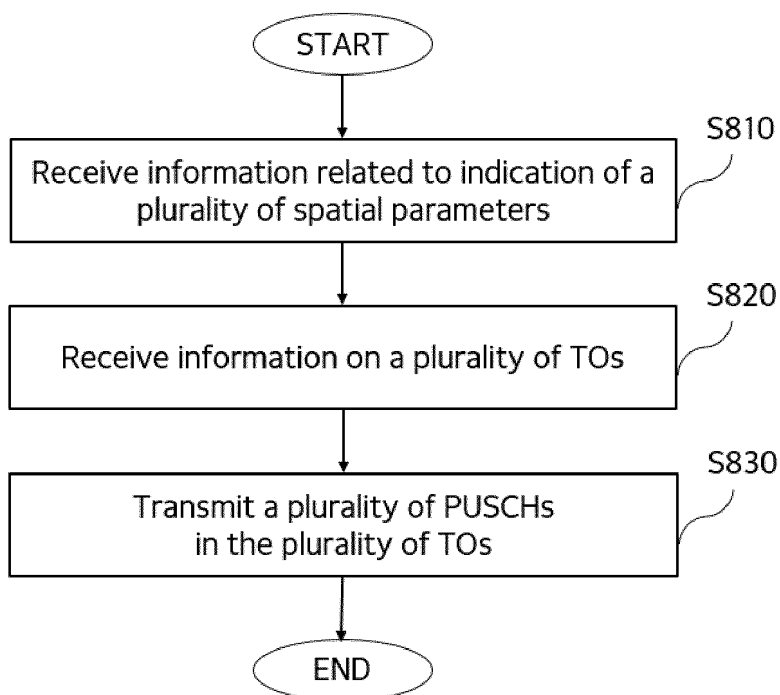 START
S810
Receive information related to indication of a
plurality of spatial parameters
S820
Receive information on a plurality of TOs
S830
Transmit a plurality of PUSCHs
in the plurality of TOs
END